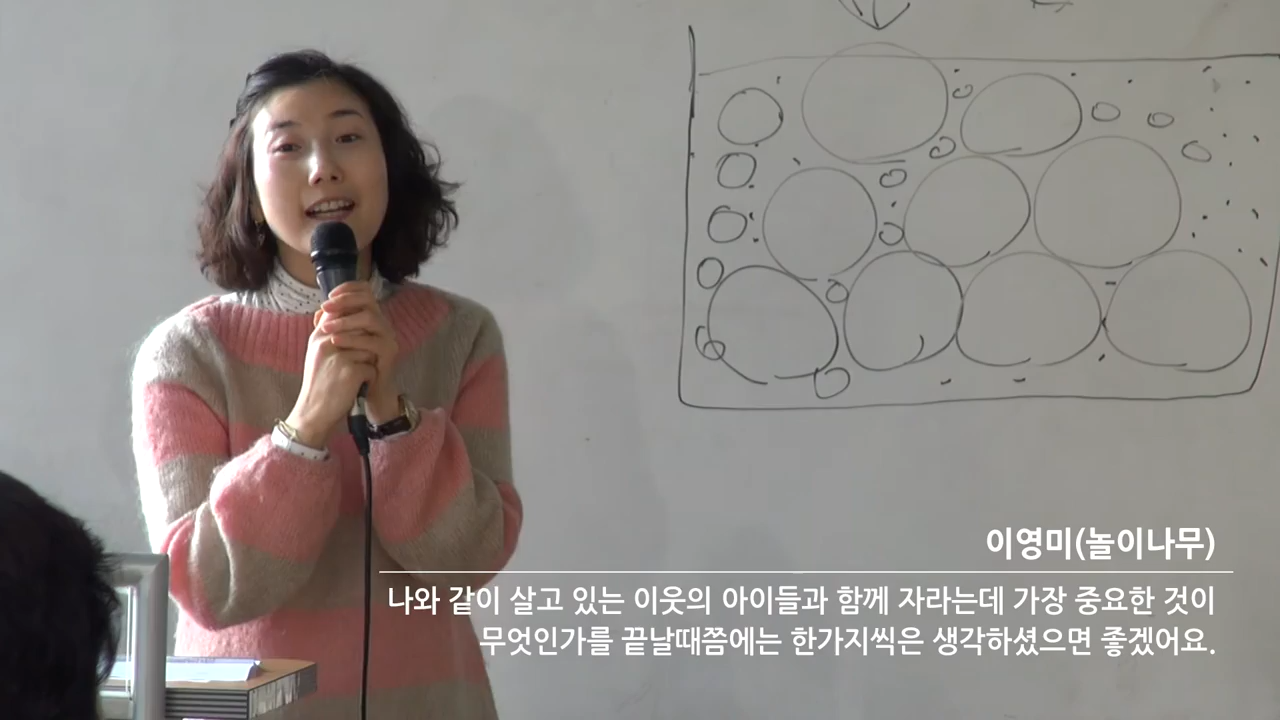 이영미(놀이나무)
나와 같이 살고 있는 이웃의 아이들과 함께 자라는데 가장 중요한 것이
무엇인가를 끝날때쯤에는 한가지씩은 생각하셨으면 좋겠어요.